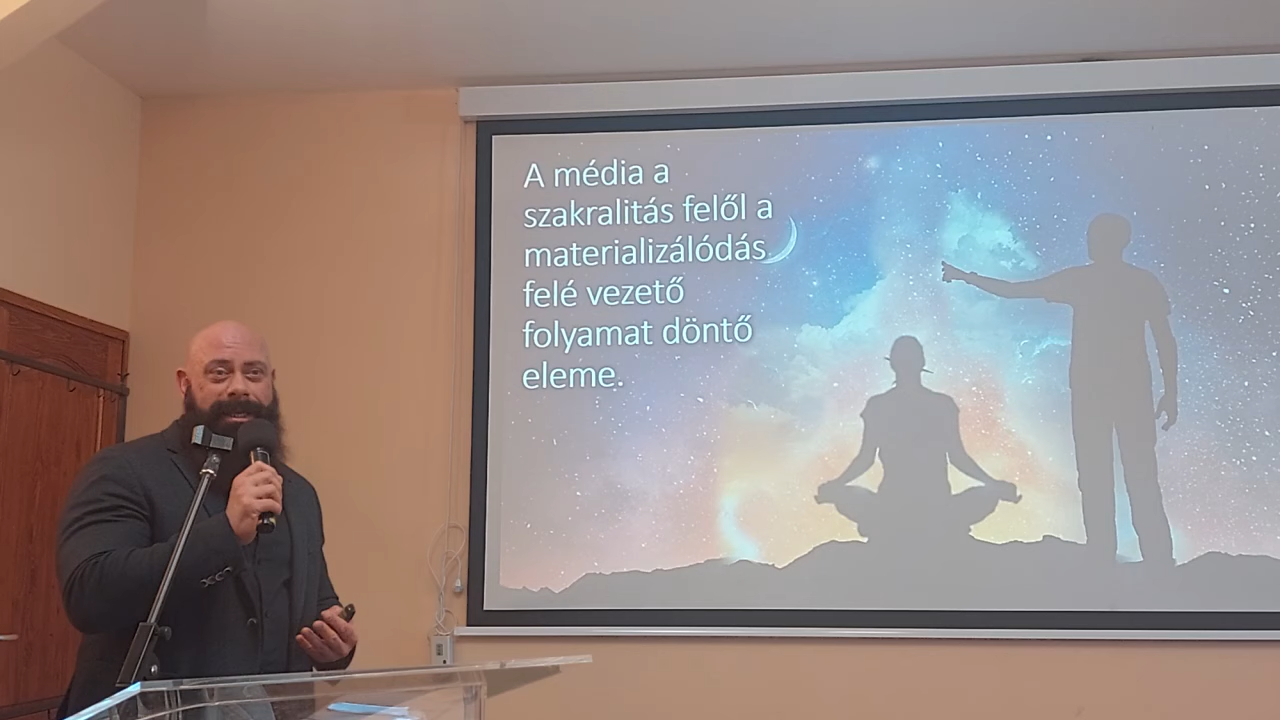 A média a
szakralitás felől a
materializálódás
felé vezető
folyamat döntő
eleme.